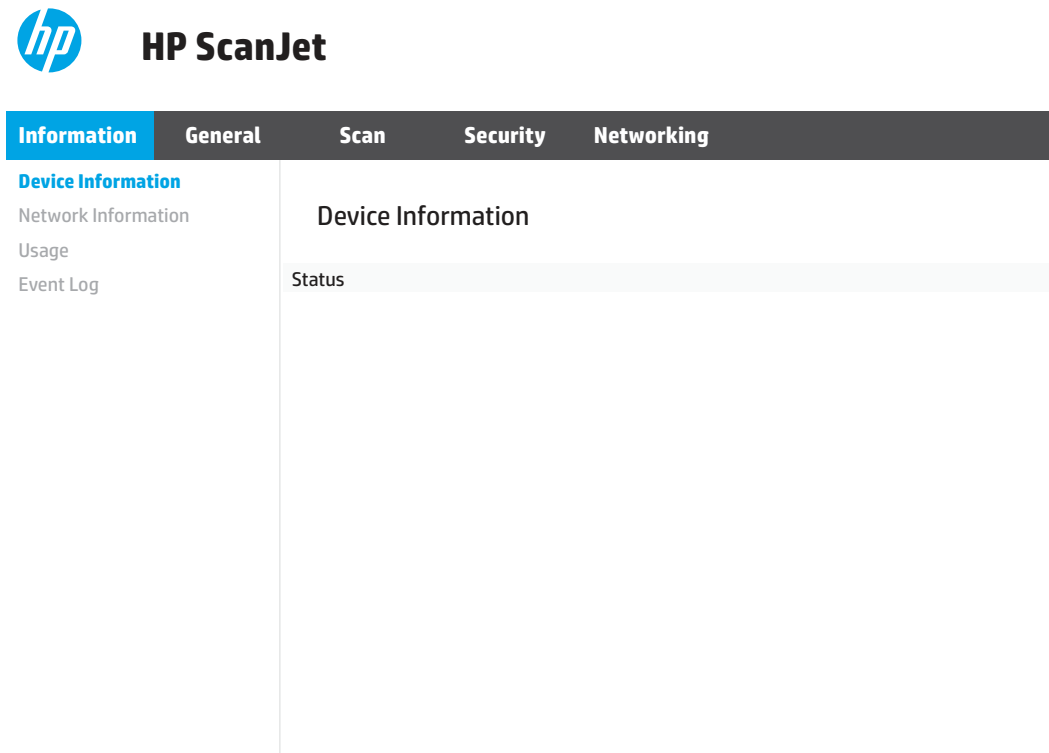 hp
HP ScanJet
Information General Scan Security Networking
Device Information
Network Information
Usage
Event Log
Device Information
Status